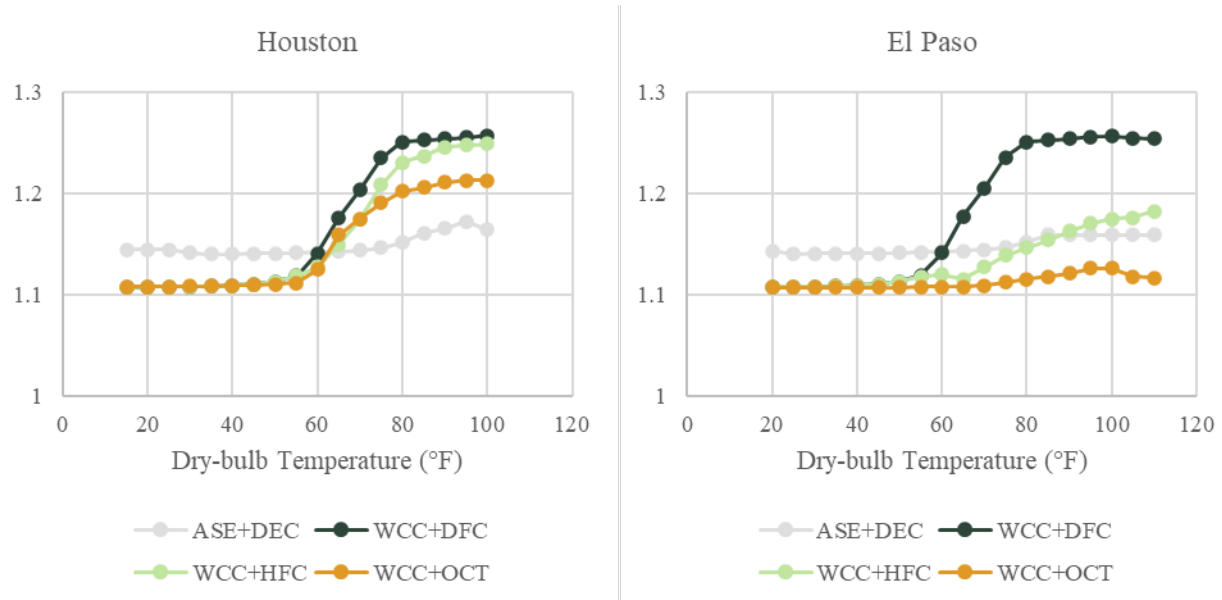 Houston
1.3
1.2
1.1
1
0 20 40 60 80 100 120
Dry-bulb Temperature (°F)
ASE+DEC WCC+DFC
WCC+HFC WCC+OCT
El Paso
1.3
1.2
1.1
1
0 20 40 60 80 100 120
Dry-bulb Temperature (°F)
ASE+DEC WCC+DFC
WCC+HFC WCC+OCT